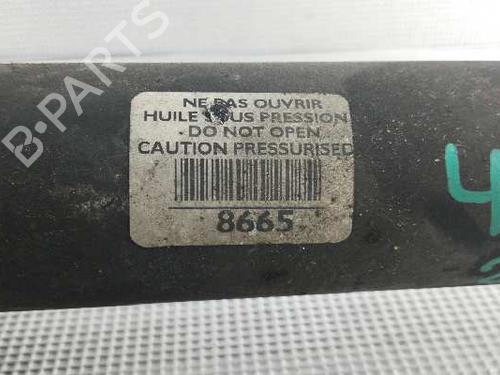 B-PARTS
NE PAS OUVRIR
HUILE SOUS PRESSION
DO NOT OPEN
CAUTION PRESSURISED
8665
4